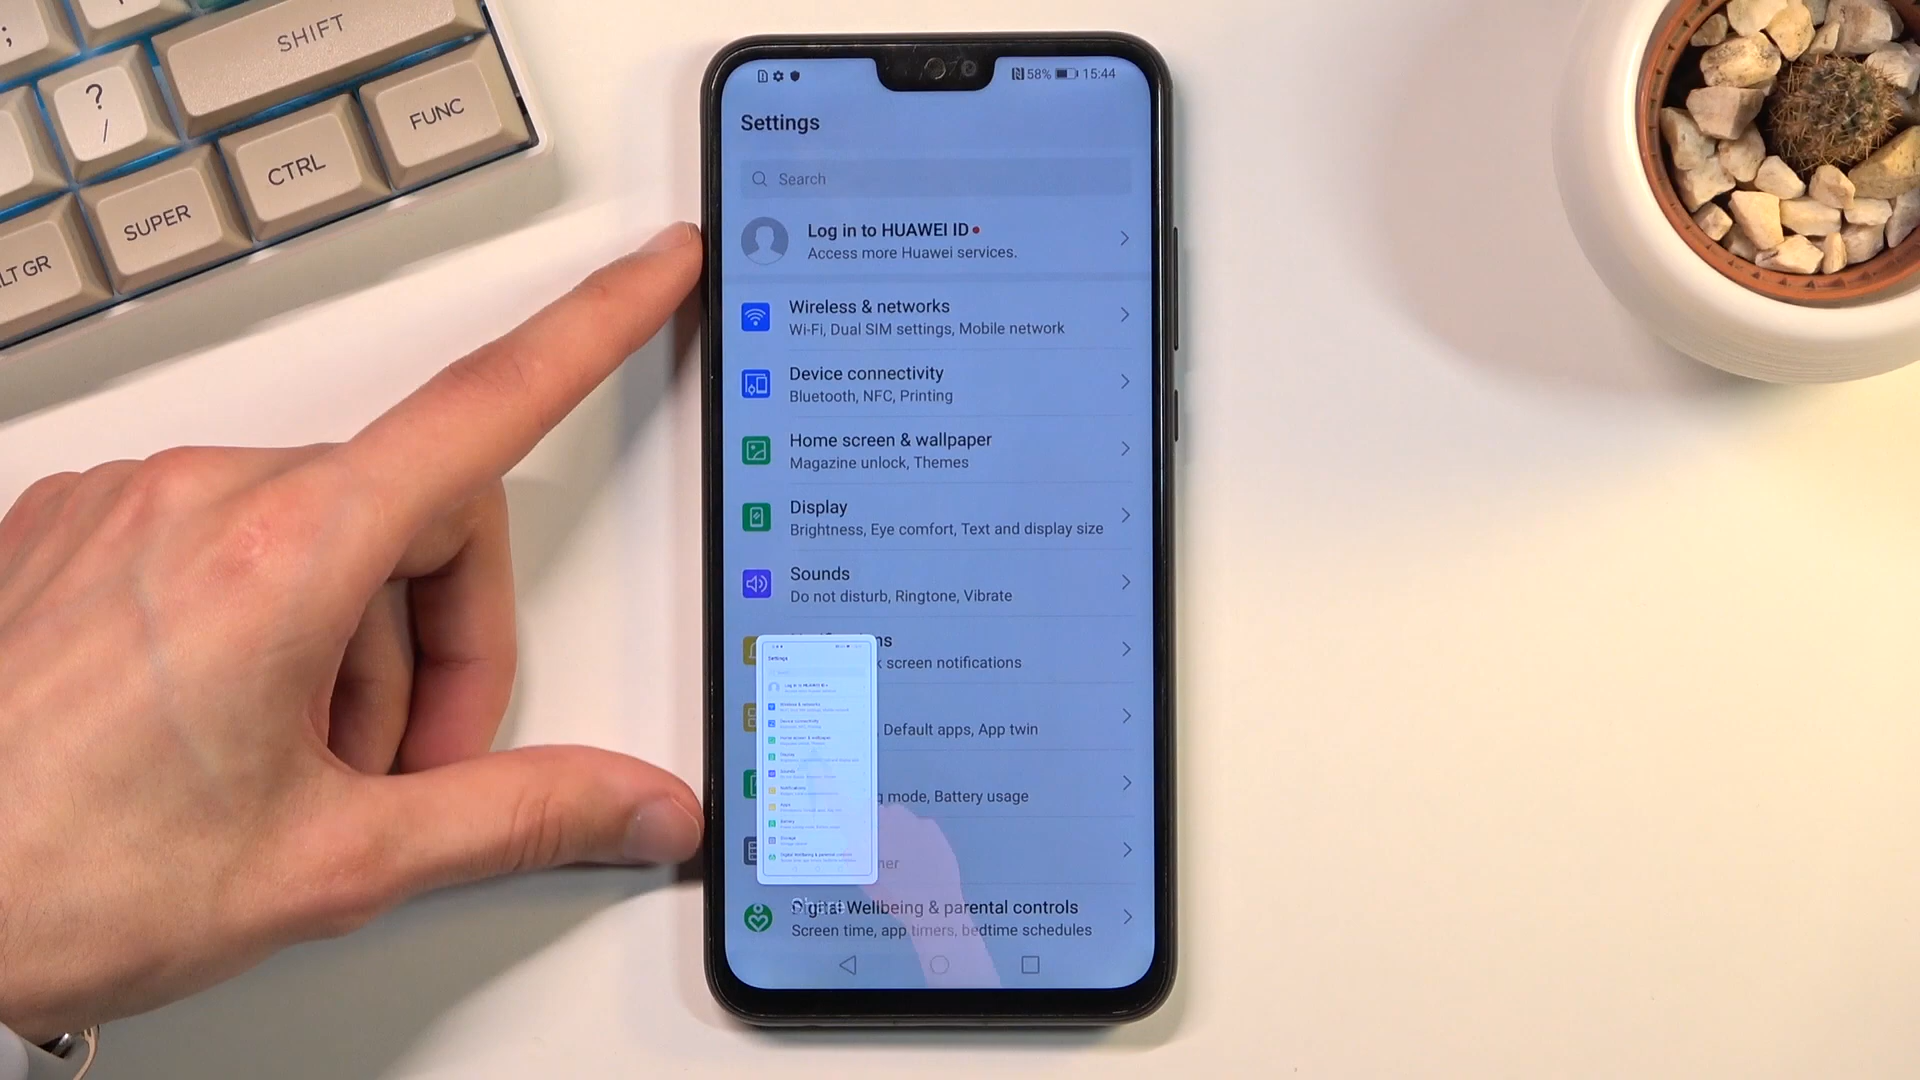 ;
SHIFT
?
/
CTRL
FUNC
SUPER
LT GR
58% 15:44
Settings
Search
Log in to HUAWEI ID
Access more Huawei services.
Wireless & networks
Wi-Fi, Dual SIM settings, Mobile network
Device connectivity
Bluetooth, NFC, Printing
Home screen & wallpaper
Magazine unlock, Themes
Display
Brightness, Eye comfort, Text and display size
Sounds
Do not disturb, Ringtone, Vibrate
screen notifications
, Default apps, App twin
mode, Battery usage
Digital Wellbeing & parental controls
Screen time, app timers, bedtime schedules
Settings